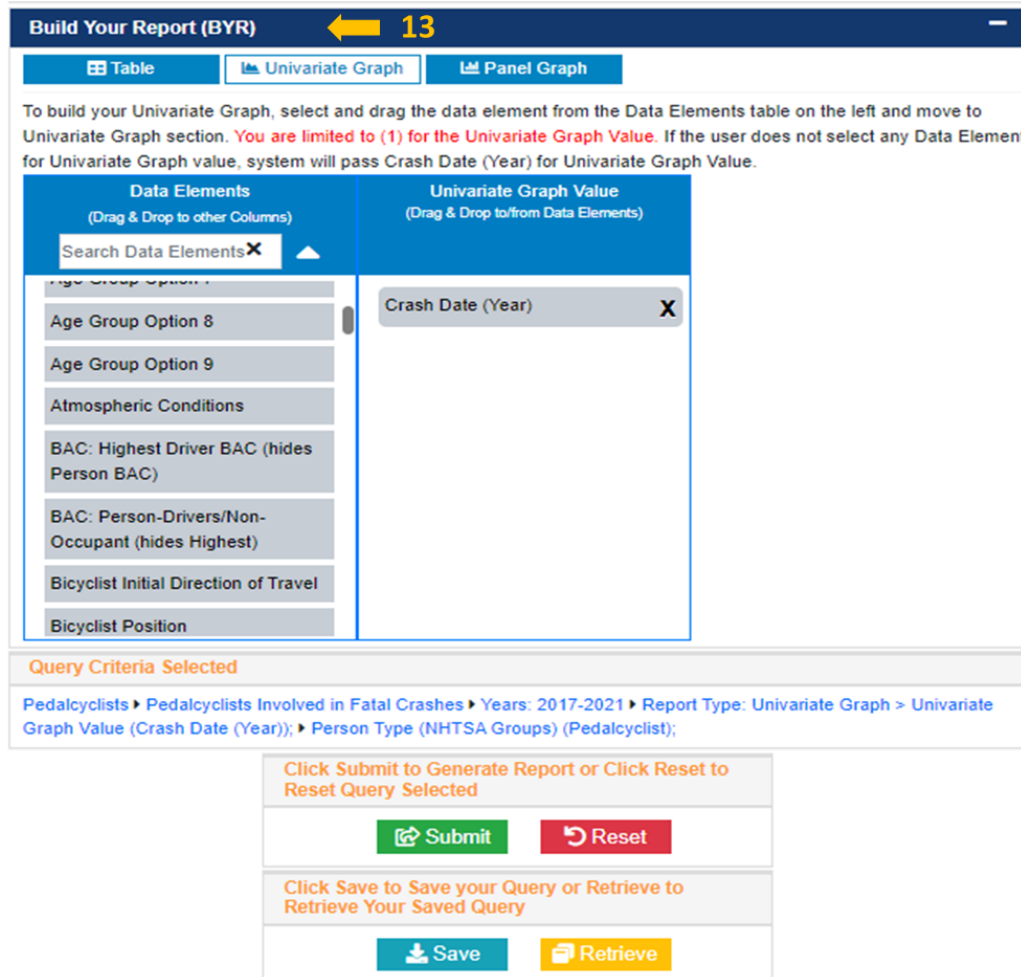 Build Your Report (BYR)
13
Table
Univariate Graph
Panel Graph
To build your Univariate Graph, select and drag the data element from the Data Elements table on the left and move to
Univariate Graph section. You are limited to (1) for the Univariate Graph Value. If the user does not select any Data Element
for Univariate Graph value, system will pass Crash Date (Year) for Univariate Graph Value.
Data Elements
(Drag & Drop to other Columns)
Search Data Elements
Univariate Graph Value
(Drag & Drop to/from Data Elements)
Age Group Option 7
Age Group Option 8
Age Group Option 9
Atmospheric Conditions
BAC: Highest Driver BAC (hides
Person BAC)
BAC: Person-Drivers/Non-
Occupant (hides Highest)
Bicyclist Initial Direction of Travel
Bicyclist Position
Crash Date (Year)
X
Query Criteria Selected
Pedalcyclists Pedalcyclists Involved in Fatal Crashes Years: 2017-2021 Report Type: Univariate Graph > Univariate
Graph Value (Crash Date (Year)); Person Type (NHTSA Groups) (Pedalcyclist);
Click Submit to Generate Report or Click Reset to
Reset Query Selected
Submit
Reset
Click Save to Save your Query or Retrieve to
Retrieve Your Saved Query
Save
Retrieve